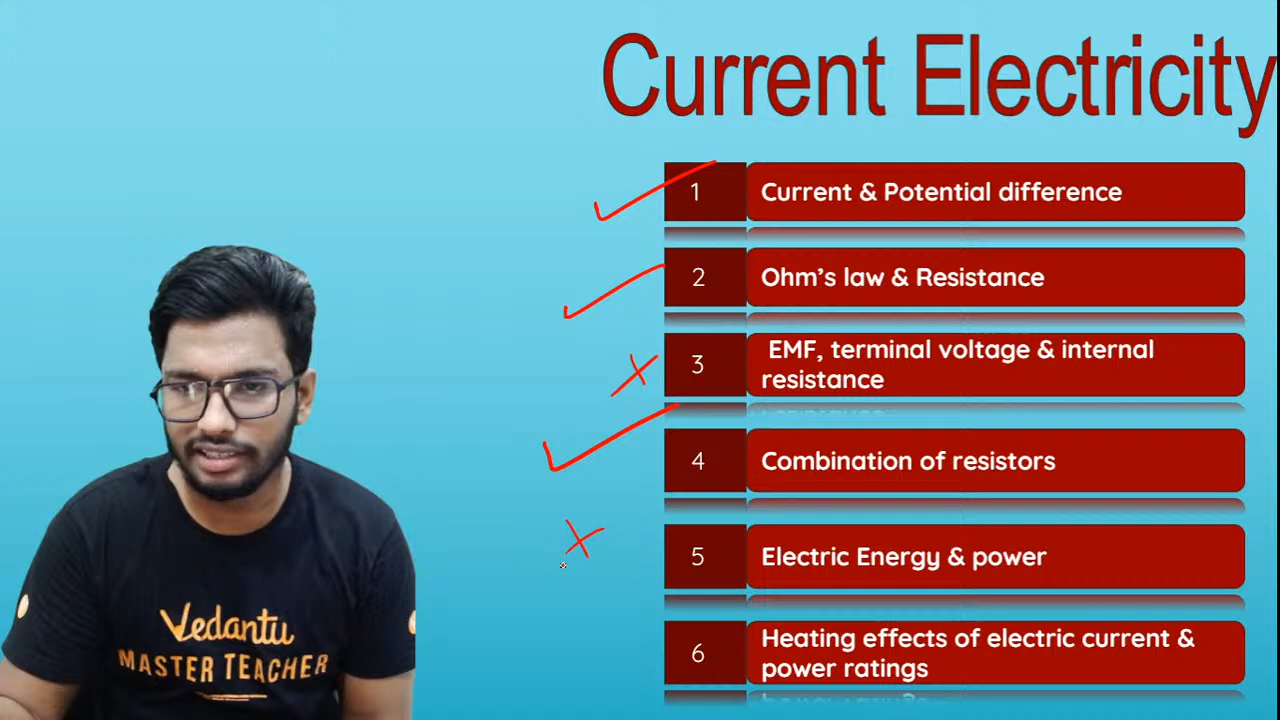 Current Electricity
1 Current & Potential difference
2 Ohm's law & Resistance
3 EMF, terminal voltage & internal
resistance
4 Combination of resistors
5 Electric Energy & power
6 Heating effects of electric current &
power ratings
Vedantu
MASTER TEACHER